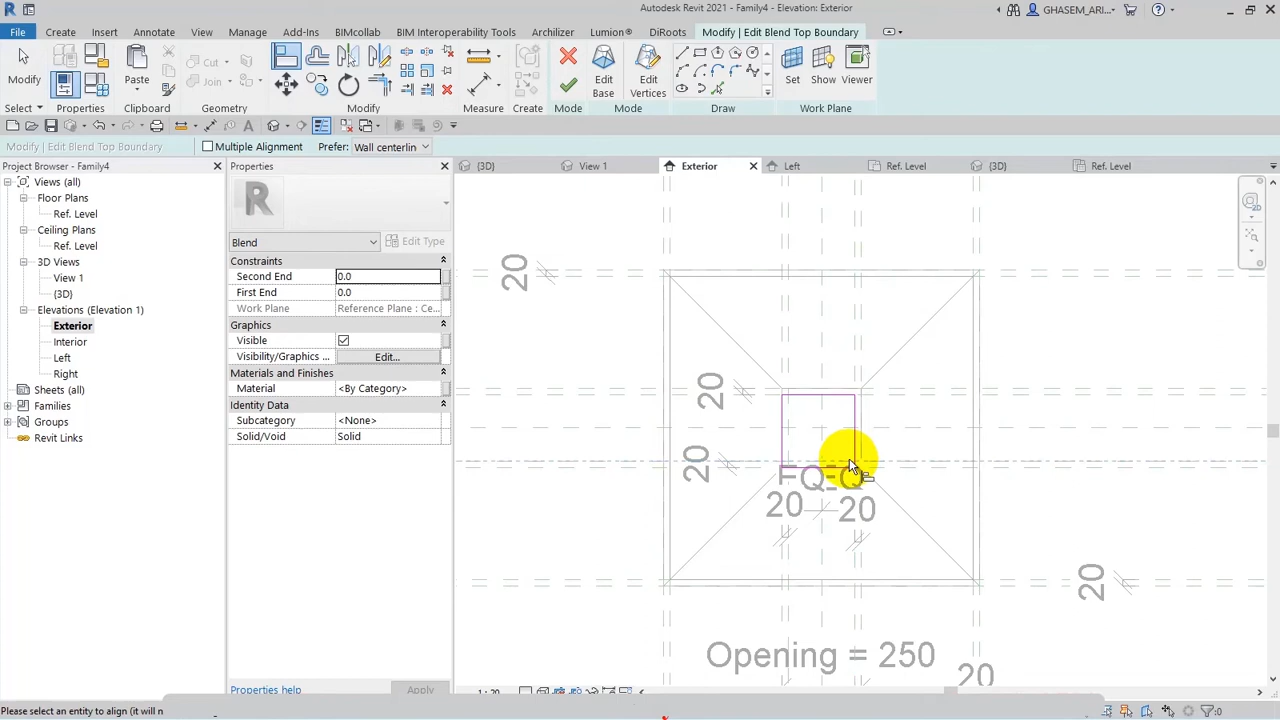 Autodesk Revit 2021 - Family4 - Elevation: Exterior
GHASEM_ARI...
File Create Insert Annotate View Manage Add-Ins BIMcollab BIM Interoperability Tools Archilizer Lumion® DiRoots Modify | Edit Blend Top Boundary
Modify Paste Cut Join Edit Base Edit Vertices Set Show Viewer
Select Properties Clipboard Geometry Modify Measure Create Mode Mode Draw Work Plane
Modify | Edit Blend Top Boundary Multiple Alignment Prefer: Wall centerlin
Project Browser - Family4
Properties
{3D} View 1 Exterior Left Ref. Level {3D} Ref. Level
Views (all)
Floor Plans
Ref. Level
Ceiling Plans
Ref. Level
3D Views
View 1
{3D}
Elevations (Elevation 1)
Exterior
Interior
Left
Right
Sheets (all)
Families
Groups
Revit Links
Blend
Edit Type
Constraints
Second End 0.0
First End 0.0
Work Plane Reference Plane : Ce...
Graphics
Visible
Visibility/Graphics ... Edit...
Materials and Finishes
Material <By Category>
Identity Data
Subcategory <None>
Solid/Void Solid
Properties help
Apply
20
20
20
20 20
Opening = 250
20
20
1 : 20
Please select an entity to align (it will n
:0